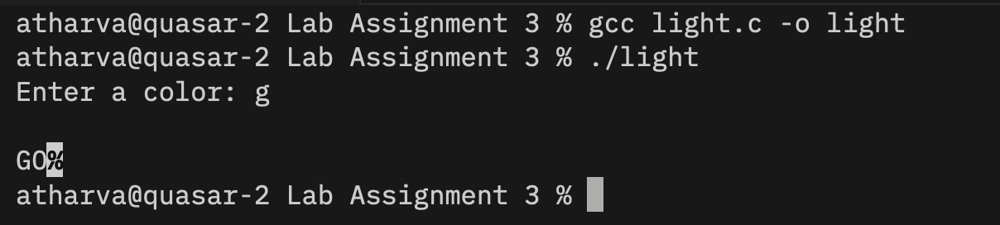 atharva@quasar-2 Lab Assignment 3 % gcc light.c -o light
atharva@quasar-2 Lab Assignment 3 % ./light
Enter a color: g
GO%
atharva@quasar-2 Lab Assignment 3 %